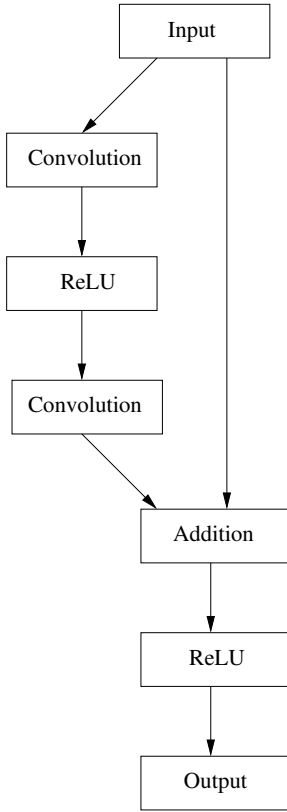 Input
Convolution
ReLU
Convolution
Addition
ReLU
Output